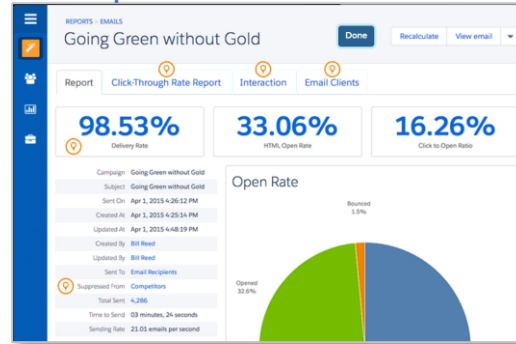 REPORTS › EMAILS
Going Green without Gold
Done
Recalculate
View email
Report
Click-Through Rate Report
Interaction
Email Clients
98.53%
Delivery Rate
33.06%
HTML Open Rate
16.26%
Click to Open Ratio
Campaign Going Green without Gold
Subject Going Green without Gold
Sent On Apr 1, 2015 4:26:12 PM
Created At Apr 1, 2015 4:25:14 PM
Updated At Apr 1, 2015 4:48:19 PM
Created By Bill Reed
Updated By Bill Reed
Sent To Email Recipients
Suppressed From Competitors
Total Sent 4,286
Time to Send 03 minutes, 24 seconds
Sending Rate 21.01 emails per second
Open Rate
Bounced
1.5%
Opened
32.6%